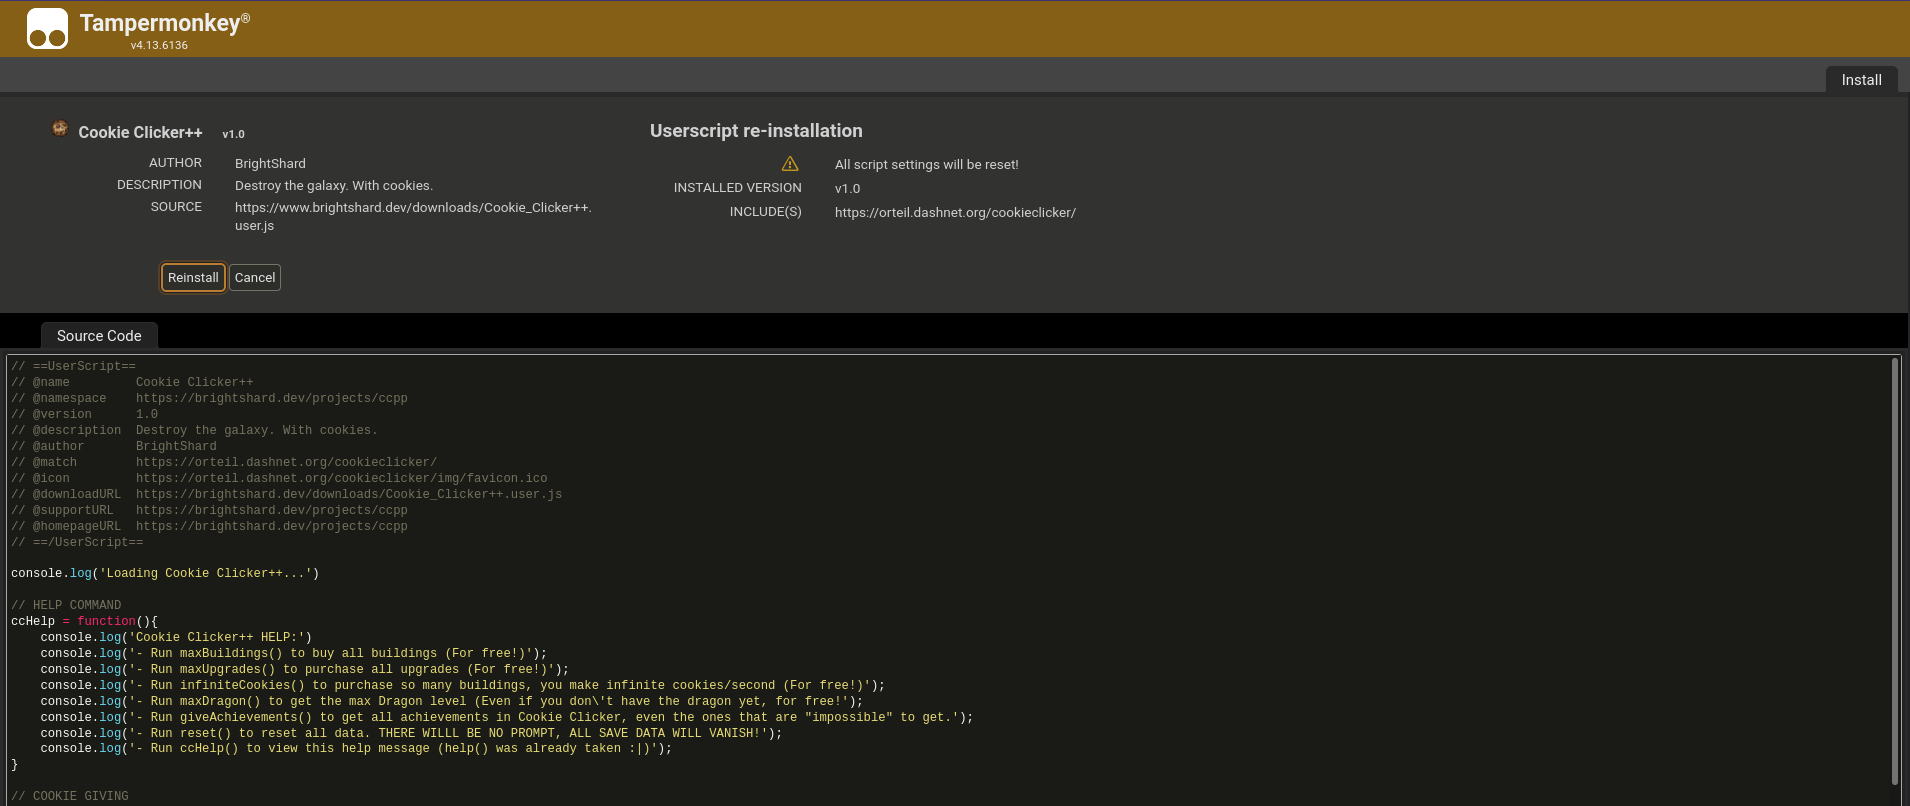 Tampermonkey®
v4.13.6136
Install
Cookie Clicker++ v1.0
AUTHOR BrightShard
DESCRIPTION Destroy the galaxy. With cookies.
SOURCE https://www.brightshard.dev/downloads/Cookie_Clicker++.
user.js
Userscript re-installation
All script settings will be reset!
INSTALLED VERSION v1.0
INCLUDE(S) https://orteil.dashnet.org/cookieclicker/
Reinstall Cancel
Source Code
// ==UserScript==
// @name         Cookie Clicker++
// @namespace    https://brightshard.dev/projects/ccpp
// @version      1.0
// @description  Destroy the galaxy. With cookies.
// @author       BrightShard
// @match        https://orteil.dashnet.org/cookieclicker/
// @icon         https://orteil.dashnet.org/cookieclicker/img/favicon.ico
// @downloadURL  https://brightshard.dev/downloads/Cookie_Clicker++.user.js
// @supportURL   https://brightshard.dev/projects/ccpp
// @homepageURL  https://brightshard.dev/projects/ccpp
// ==/UserScript==
console.log('Loading Cookie Clicker++...')
// HELP COMMAND
ccHelp = function(){
    console.log('Cookie Clicker++ HELP:')
    console.log('- Run maxBuildings() to buy all buildings (For free!)');
    console.log('- Run maxUpgrades() to purchase all upgrades (For free!)');
    console.log('- Run infiniteCookies() to purchase so many buildings, you make infinite cookies/second (For free!)');
    console.log('- Run maxDragon() to get the max Dragon level (Even if you don\'t have the dragon yet, for free!');
    console.log('- Run giveAchievements() to get all achievements in Cookie Clicker, even the ones that are "impossible" to get.');
    console.log('- Run reset() to reset all data. THERE WILLL BE NO PROMPT, ALL SAVE DATA WILL VANISH!');
    console.log('- Run ccHelp() to view this help message (help() was already taken :|)');
}
// COOKIE GIVING